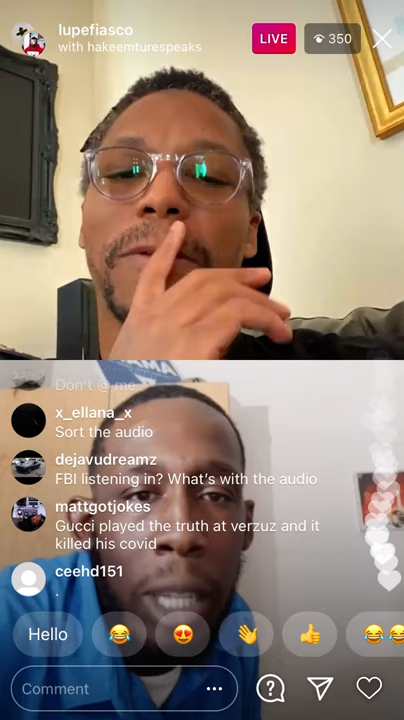 lupefiasco
with hakeemturespeaks
LIVE
350
Don't @ me
x_ellana_x
Sort the audio
dejavudreamz
FBI listening in? What's with the audio
mattgotjokes
Gucci played the truth at verzuz and it
killed his covid
ceehd151
.
Hello
Comment